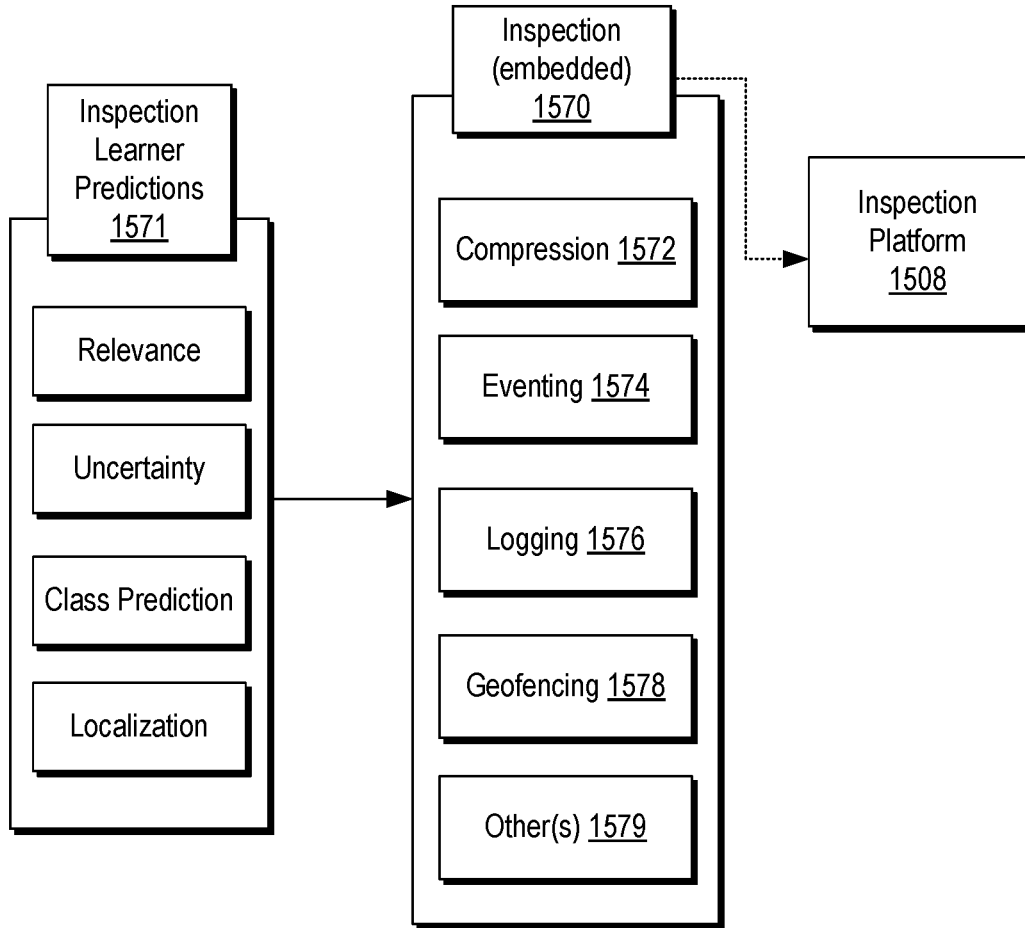 Inspection
Learner
Predictions
1571
Relevance
Uncertainty
Class Prediction
Localization
Inspection
(embedded)
1570
Compression 1572
Eventing 1574
Logging 1576
Geofencing 1578
Other(s) 1579
Inspection
Platform
1508